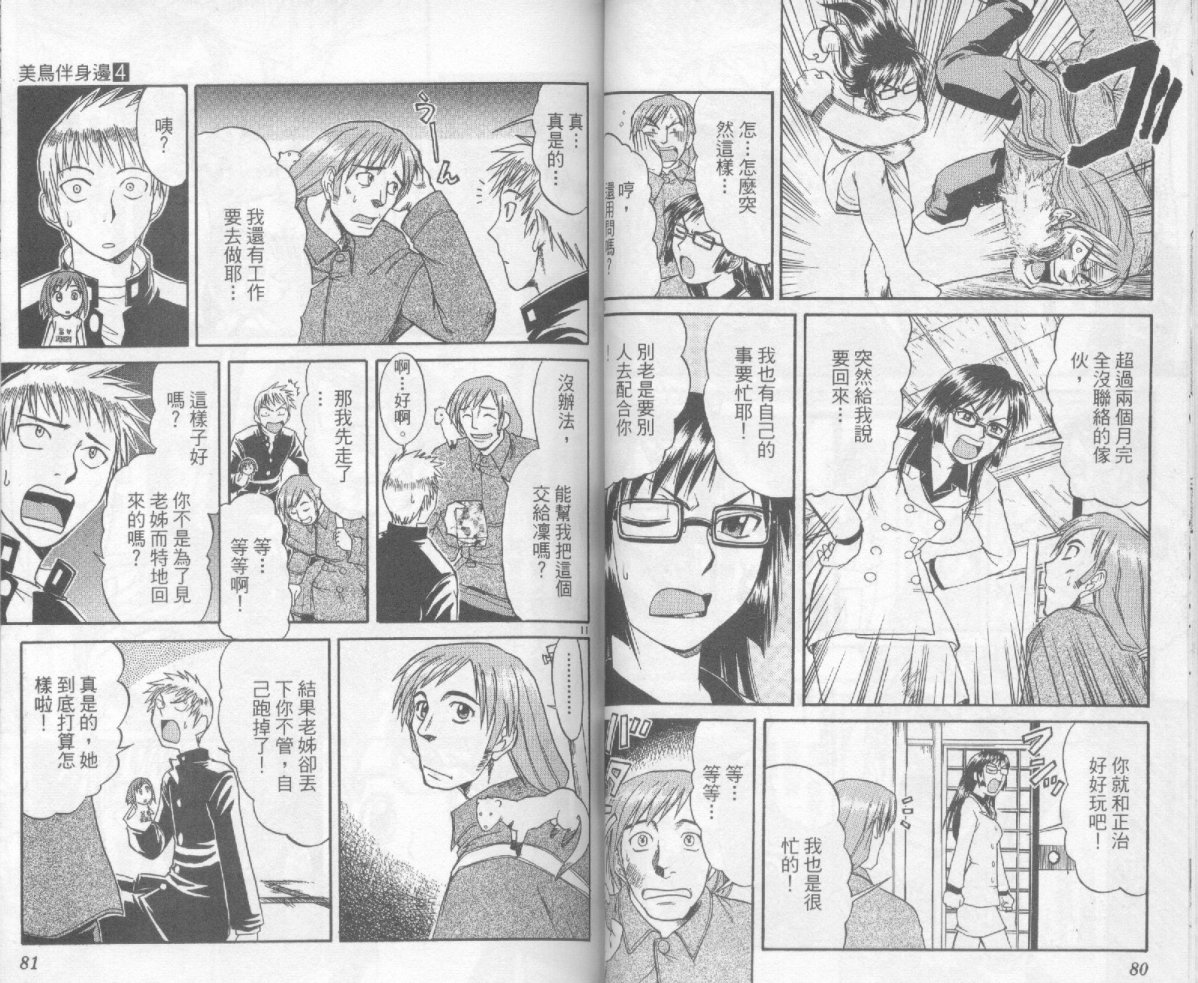 怎…怎麼突
然這樣…
哼，
還用問嗎？
超過兩個月完
全沒聯絡的傢
伙，
突然給我說
要回來…
我也有自己的
事要忙耶！
別老是要別
人去配合你
！
你就和正治
好好玩吧！
我也是很
忙的！
等…
等等…
80
美鳥伴身邊4
真…
真是的…
うーん
我還有工作
要去做耶…
咦？
沒辦法，
能幫我把這個
交給凜嗎？
啊…好啊。
那我先走了
…
等…
等等啊！
這樣子好
嗎？
你不是為了見
老姊而特地回
來的嗎？
………
結果老姊卻丟
下你不管，自
己跑掉了！
真是的，她
到底打算怎
樣啦！
81